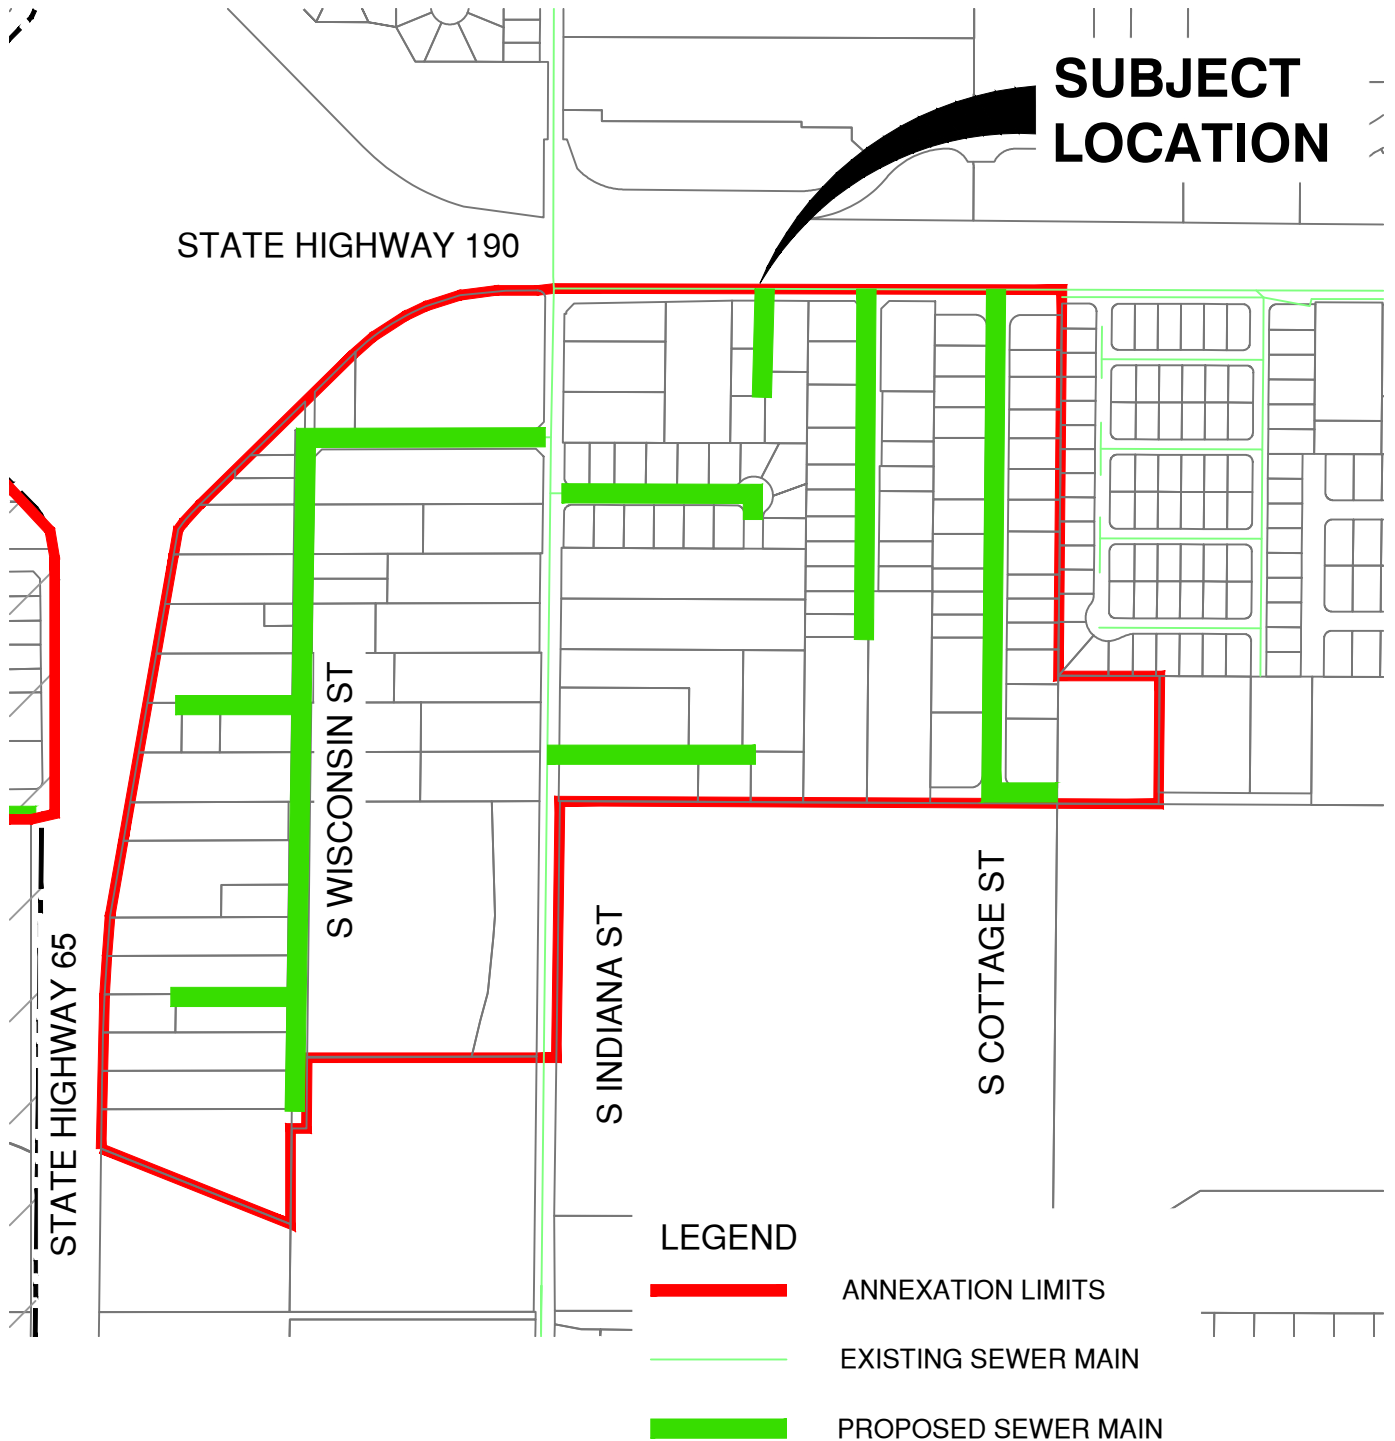 SUBJECT
LOCATION
STATE HIGHWAY 190
S WISCONSIN ST
S INDIANA ST
S COTTAGE ST
STATE HIGHWAY 65
LEGEND
ANNEXATION LIMITS
EXISTING SEWER MAIN
PROPOSED SEWER MAIN